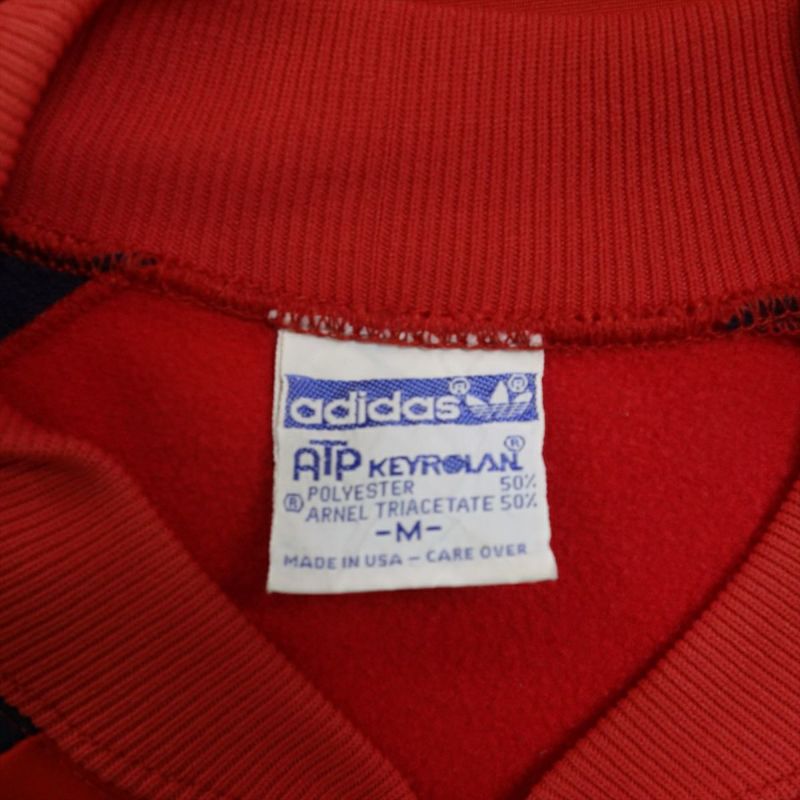 adidas®®
ATP KEYROLAN®
POLYESTER 50%
® ARNEL TRIACETATE 50%
-M-
MADE IN USA - CARE OVER